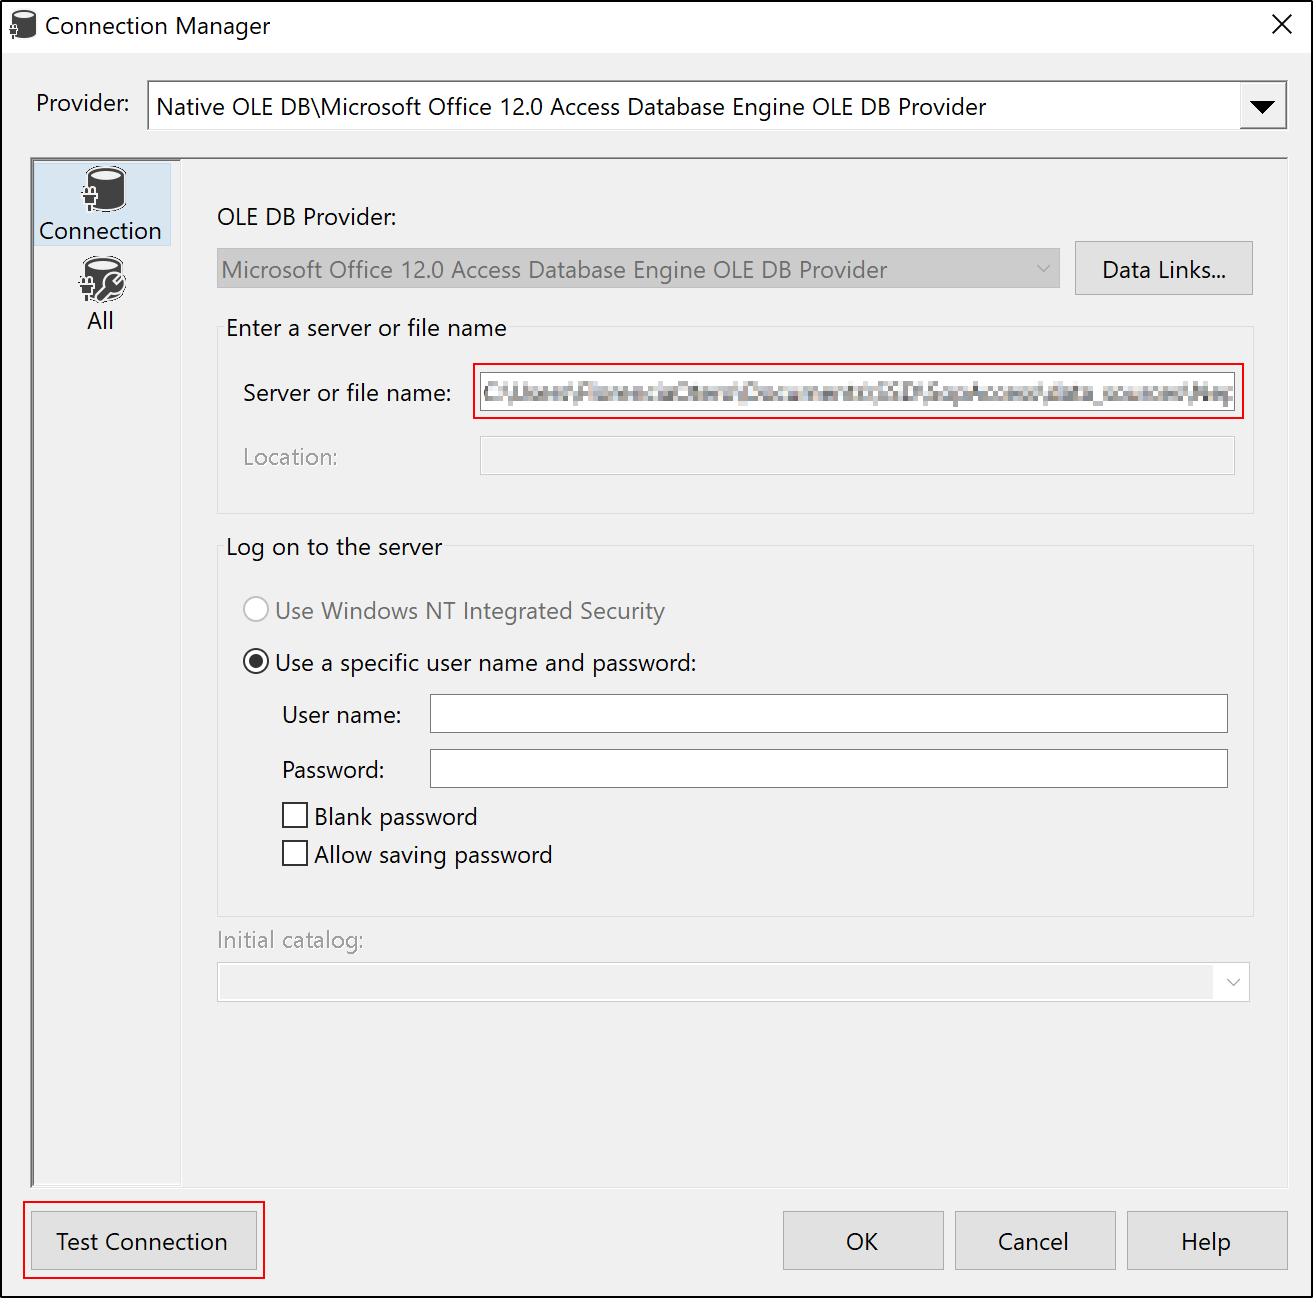 Connection Manager
Provider: Native OLE DB\Microsoft Office 12.0 Access Database Engine OLE DB Provider
Connection
All
OLE DB Provider:
Microsoft Office 12.0 Access Database Engine OLE DB Provider
Data Links...
Enter a server or file name
Server or file name:
Location:
Log on to the server
Use Windows NT Integrated Security
Use a specific user name and password:
User name:
Password:
Blank password
Allow saving password
Initial catalog:
Test Connection
OK
Cancel
Help